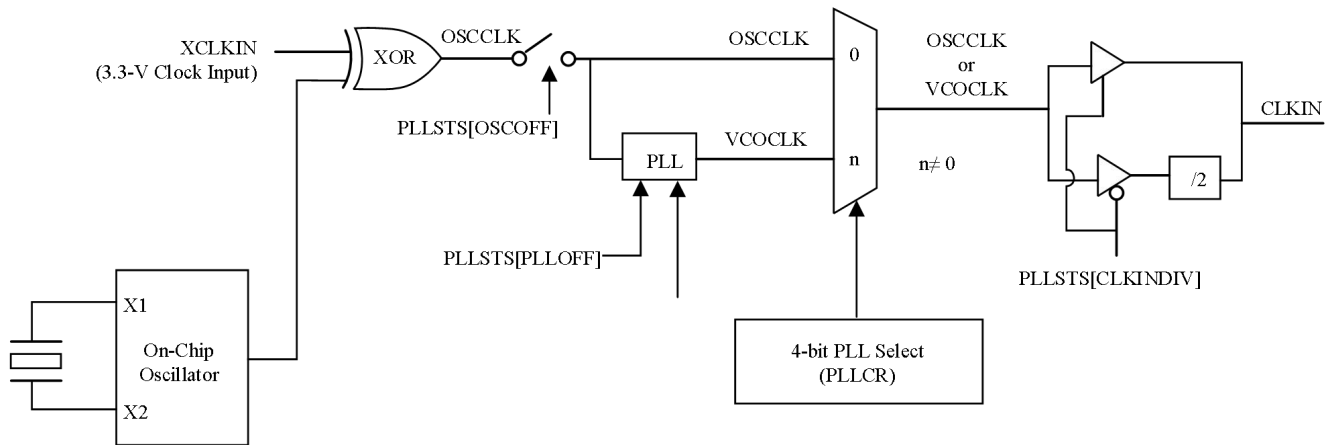 XCLKIN
(3.3-V Clock Input)
XOR
OSCCLK
PLLSTS[OSCOFF]
OSCCLK
0
PLL
VCOCLK
n
PLLSTS[PLLOFF]
OSCCLK
or
VCOCLK
n≠ 0
CLKIN
/2
PLLSTS[CLKINDIV]
4-bit PLL Select
(PLLCR)
X1
On-Chip
Oscillator
X2